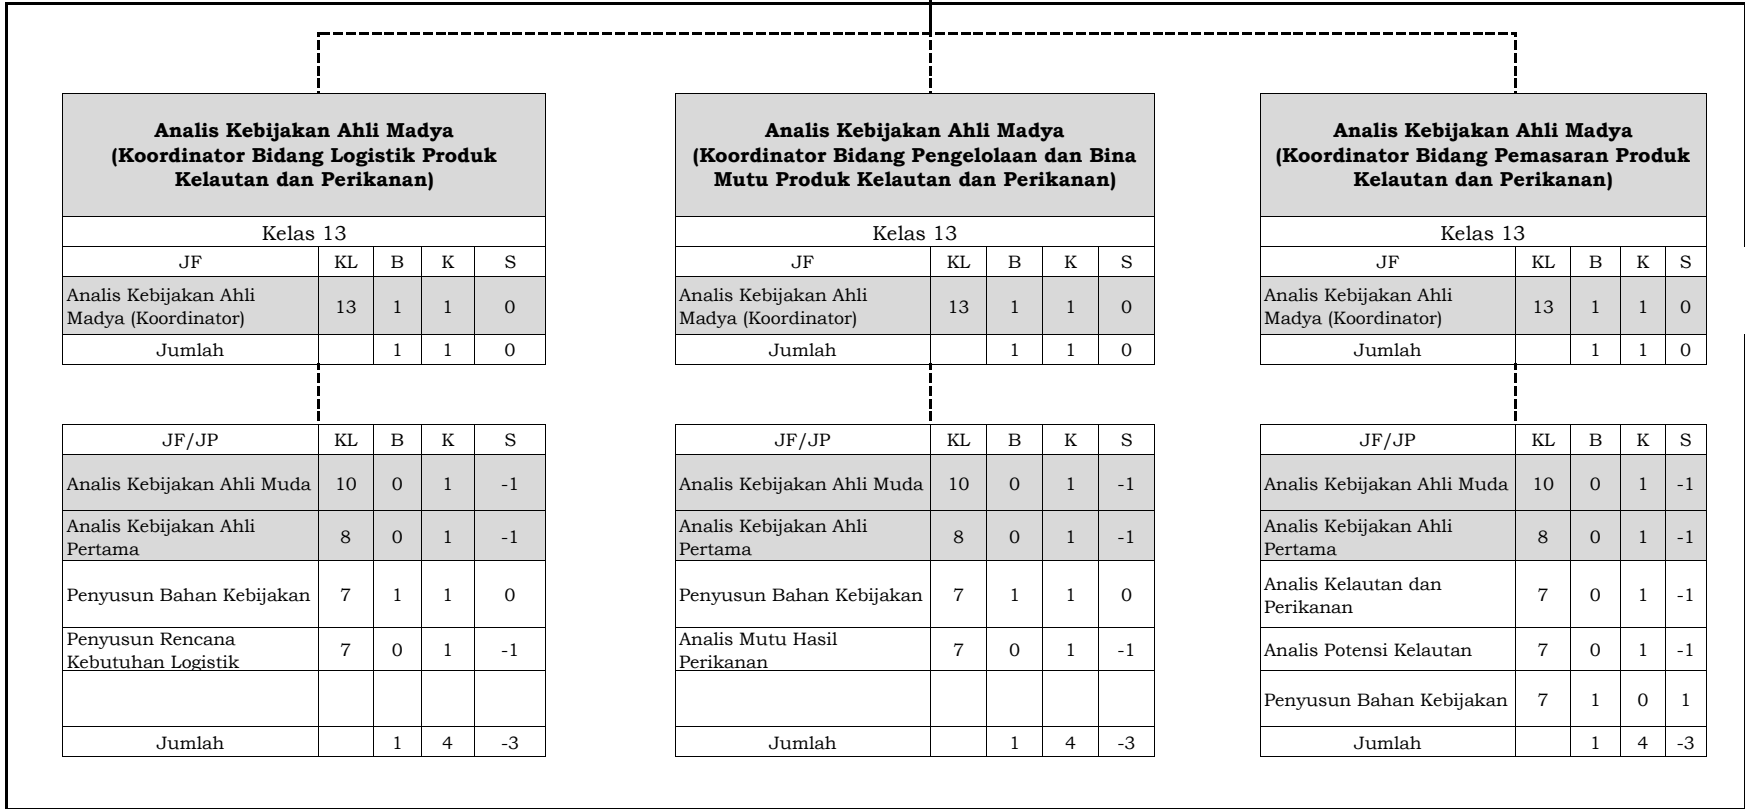 Analis Kebijakan Ahli Madya
(Koordinator Bidang Logistik Produk
Kelautan dan Perikanan)
Kelas 13
JF KL B K S
Analis Kebijakan Ahli
Madya (Koordinator) 13 1 1 0
Jumlah 1 1 0
JF/JP KL B K S
Analis Kebijakan Ahli Muda 10 0 1 -1
Analis Kebijakan Ahli
Pertama 8 0 1 -1
Penyusun Bahan Kebijakan 7 1 1 0
Penyusun Rencana
Kebutuhan Logistik 7 0 1 -1
Jumlah 1 4 -3
Analis Kebijakan Ahli Madya
(Koordinator Bidang Pengelolaan dan Bina
Mutu Produk Kelautan dan Perikanan)
Kelas 13
JF KL B K S
Analis Kebijakan Ahli
Madya (Koordinator) 13 1 1 0
Jumlah 1 1 0
JF/JP KL B K S
Analis Kebijakan Ahli Muda 10 0 1 -1
Analis Kebijakan Ahli
Pertama 8 0 1 -1
Penyusun Bahan Kebijakan 7 1 1 0
Analis Mutu Hasil
Perikanan 7 0 1 -1
Jumlah 1 4 -3
Analis Kebijakan Ahli Madya
(Koordinator Bidang Pemasaran Produk
Kelautan dan Perikanan)
Kelas 13
JF KL B K S
Analis Kebijakan Ahli
Madya (Koordinator) 13 1 1 0
Jumlah 1 1 0
JF/JP KL B K S
Analis Kebijakan Ahli Muda 10 0 1 -1
Analis Kebijakan Ahli
Pertama 8 0 1 -1
Analis Kelautan dan
Perikanan 7 0 1 -1
Analis Potensi Kelautan 7 0 1 -1
Penyusun Bahan Kebijakan 7 1 0 1
Jumlah 1 4 -3